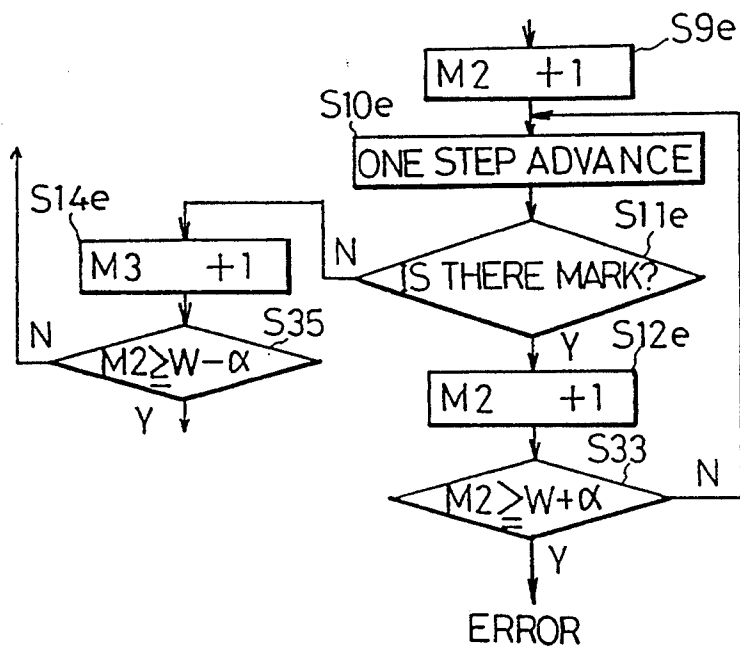 S9e
M2 +1
S10e
ONE STEP ADVANCE
S14e
S11e
M3 +1
N
IS THERE MARK?
S35
N
Y
S12e
M2≧W-α
M2 +1
Y
S33
M2≧W+α
N
Y
ERROR